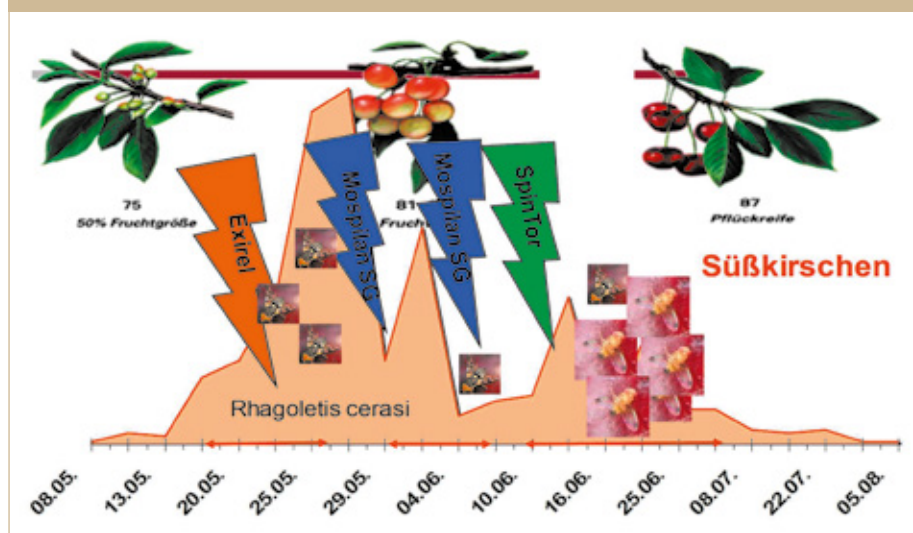 75
50% Fruchtgröße
81
Fruc
87
Pflückreife
Exirel
Mospilan SG
Mospilan SG
SpinTor
Süßkirschen
Rhagoletis cerasi
08.05.
13.05.
20.05.
25.05.
29.05.
04.06.
10.06.
16.06.
25.06.
08.07.
22.07.
05.08.